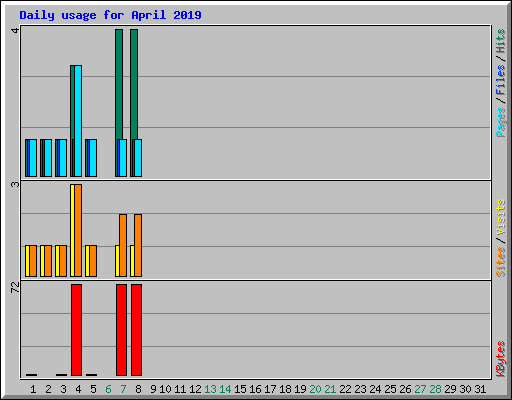 Daily usage for April 2019
4
Pages / Files / Hits
3
Sites / Visits
72
KBytes
1 2 3 4 5 6 7 8 9 10 11 12 13 14 15 16 17 18 19 20 21 22 23 24 25 26 27 28 29 30 31